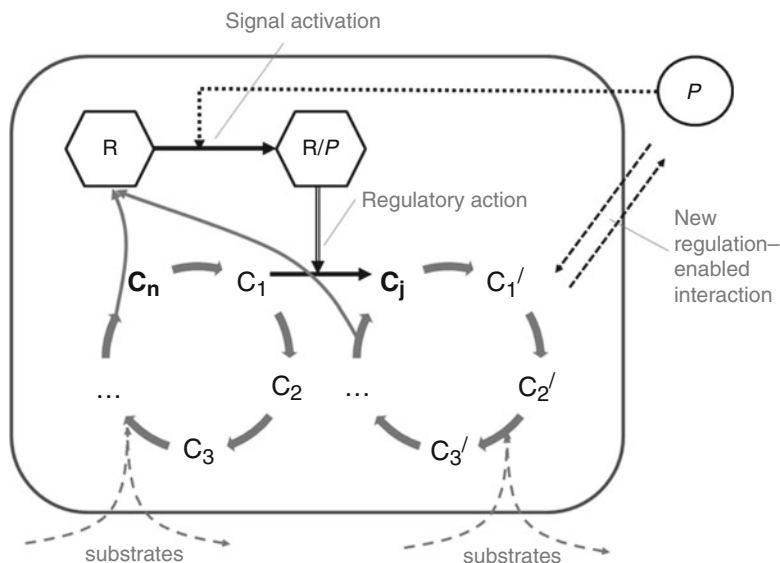 Signal activation
P
R
R/P
Regulatory action
New
regulation–
enabled
interaction
Cn C1 Cj C1/
... C2 ... C2/
C3 C3/
substrates
substrates